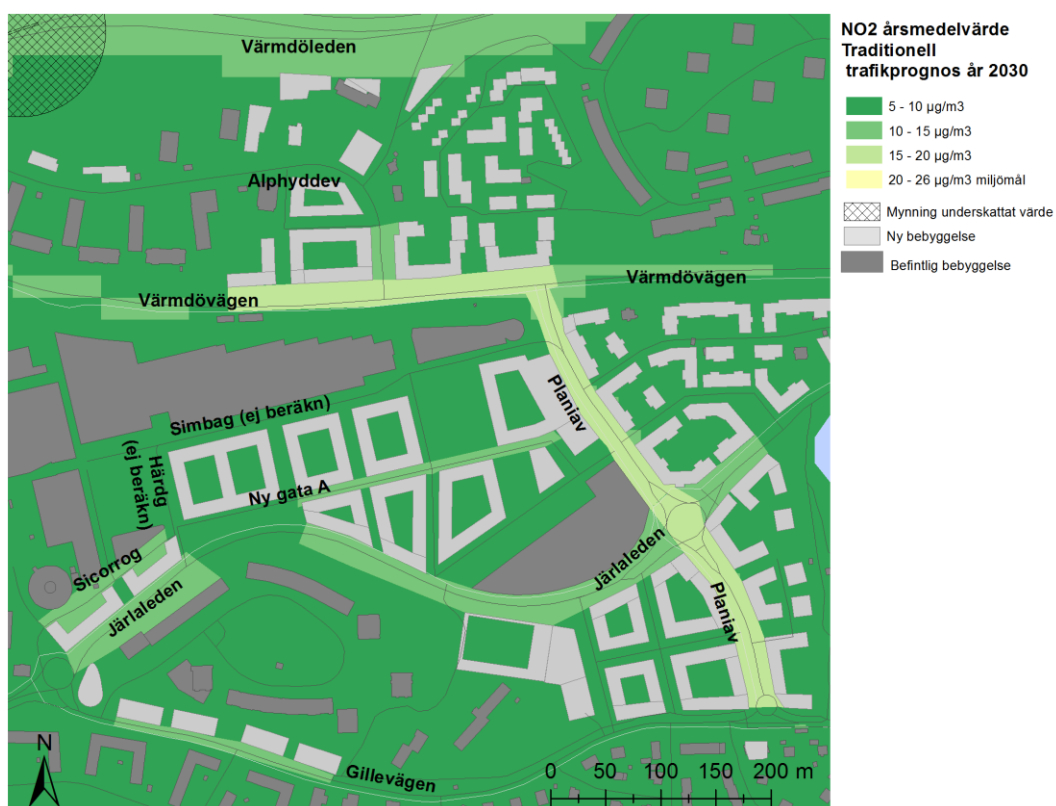 Värmdöleden
Alphyddev
Värmdövägen
Värmdövägen
Planiav
Simbag (ej beräkn)
Härdg
(ej beräkn)
Ny gata A
Sicorrog
Järlaleden
Järlaleden
Planiav
Gillevägen
N
0 50 100 150 200 m
NO2 årsmedelvärde
Traditionell
trafikprognos år 2030
5 - 10 µg/m3
10 - 15 µg/m3
15 - 20 µg/m3
20 - 26 µg/m3 miljömål
Mynning underskattat värde
Ny bebyggelse
Befintlig bebyggelse